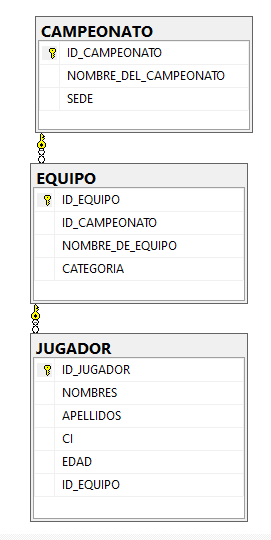 CAMPEONATO
ID_CAMPEONATO
NOMBRE_DEL_CAMPEONATO
SEDE
EQUIPO
ID_EQUIPO
ID_CAMPEONATO
NOMBRE_DE_EQUIPO
CATEGORIA
JUGADOR
ID_JUGADOR
NOMBRES
APELLIDOS
CI
EDAD
ID_EQUIPO